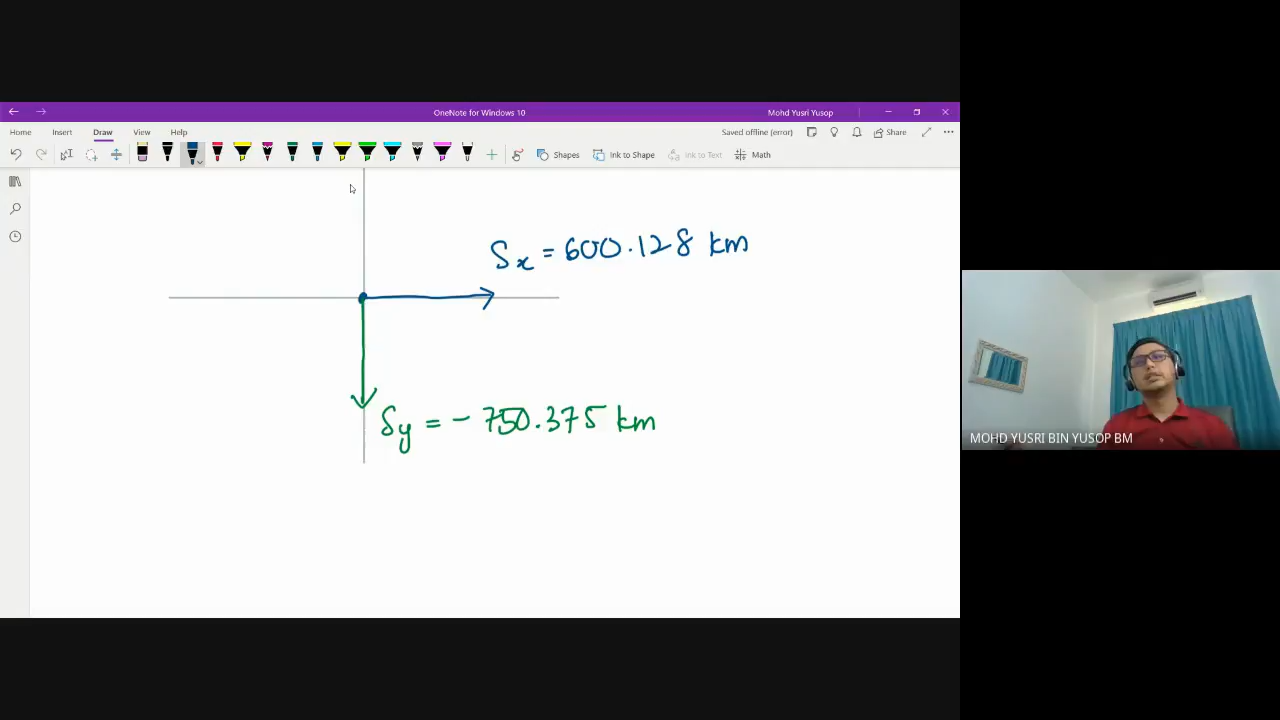 OneNote for Windows 10
Mohd Yusri Yusop
Home Insert Draw View Help
Saved offline (error)
Share
Shapes
Ink to Shape
Ink to Text
Math
Sx = 600.128 km
Sy = - 750.375 km
MOHD YUSRI BIN YUSOP BM